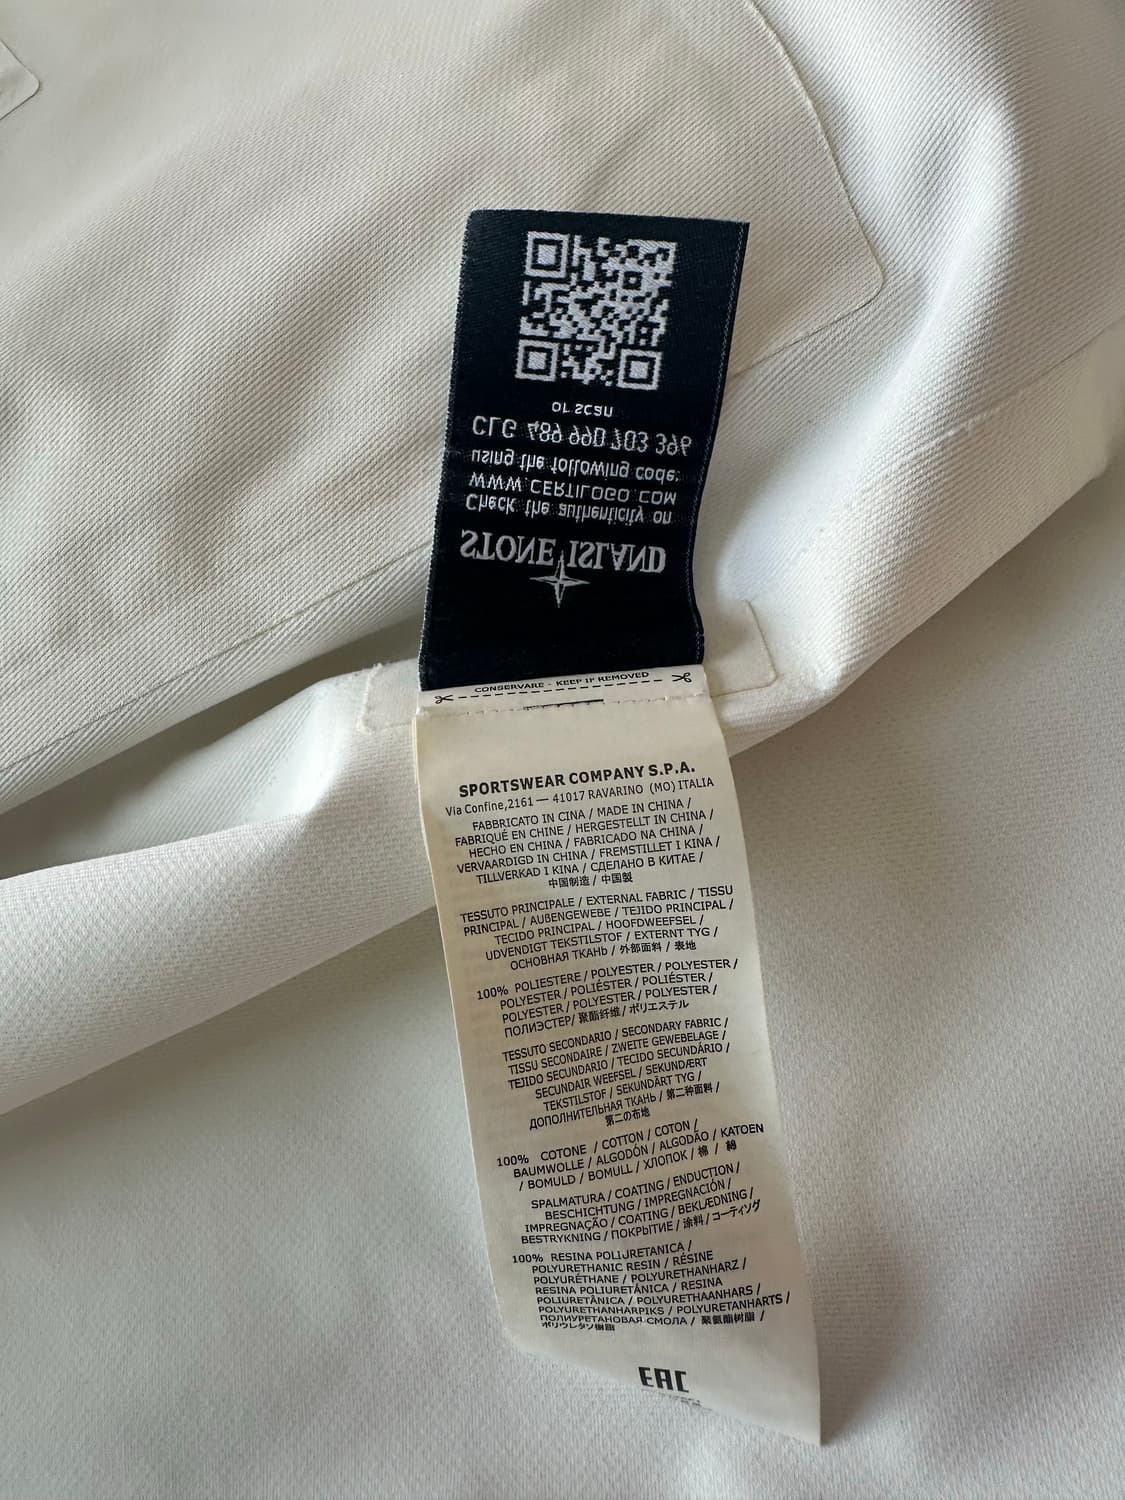 STONE ISLAND
Check the authenticity on
WWW.CERTILOGO.COM
using the following code:
CLG 489 990 703 396
or scan
CONSERVARE - KEEP IF REMOVED
SPORTSWEAR COMPANY S.P.A.
Via Confine,2161 — 41017 RAVARINO (MO) ITALIA
FABBRICATO IN CINA / MADE IN CHINA /
FABRIQUÉ EN CHINE / HERGESTELLT IN CHINA /
HECHO EN CHINA / FABRICADO NA CHINA /
VERVAARDIGD IN CHINA / FREMSTILLET I KINA /
TILLVERKAD I KINA / СДЕЛАНО В КИТАЕ /
中国制造 / 中国製
TESSUTO PRINCIPALE / EXTERNAL FABRIC / TISSU
PRINCIPAL / AUßENGEWEBE / TEJIDO PRINCIPAL /
TECIDO PRINCIPAL / HOOFDWEEFSEL /
UDVENDIGT TEKSTILSTOF / EXTERNT TYG /
ОСНОВНАЯ ТКАНЬ / 外部面料 / 表地
100% POLIESTERE / POLYESTER / POLYESTER /
POLYESTER / POLIÉSTER / POLIÉSTER /
POLYESTER / POLYESTER / POLYESTER /
ПОЛИЭСТЕР/ 聚酯纤维 / ポリエステル
TESSUTO SECONDARIO / SECONDARY FABRIC /
TISSU SECONDAIRE / ZWEITE GEWEBELAGE /
TEJIDO SECUNDARIO / TECIDO SECUNDÁRIO /
SECUNDAIR WEEFSEL / SEKUNDÆRT
TEKSTILSTOF / SEKUNDÄRT TYG /
ДОПОЛНИТЕЛЬНАЯ ТКАНЬ / 第二种面料 /
第二の布地
100% COTONE / COTTON / COTON /
BAUMWOLLE / ALGODÓN / ALGODÃO / KATOEN
/ BOMULD / BOMULL / ХЛОПОК / 棉 / 綿
SPALMATURA / COATING / ENDUCTION /
BESCHICHTUNG / IMPREGNACIÓN /
IMPREGNAÇÃO / COATING / BEKLÆDNING /
BESTRYKNING / ПОКРЫТИЕ / 涂料 / コーティング
100% RESINA POLIURETANICA /
POLYURETHANIC RESIN / RÉSINE
POLYURÉTHANE / POLYURETHANHARZ /
RESINA POLIURETÁNICA / RESINA
POLIURETÂNICA / POLYURETHAANHARS /
POLYURETHANHARPIKS / POLYURETANHARTS /
ПОЛИУРЕТАНОВАЯ СМОЛА / 聚氨酯树脂 /
ポリウレタン樹脂
EAC